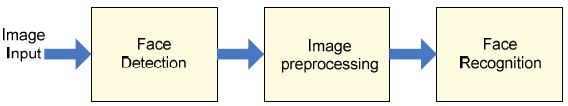 Image
Input
Face
Detection
Image
preprocessing
Face
Recognition